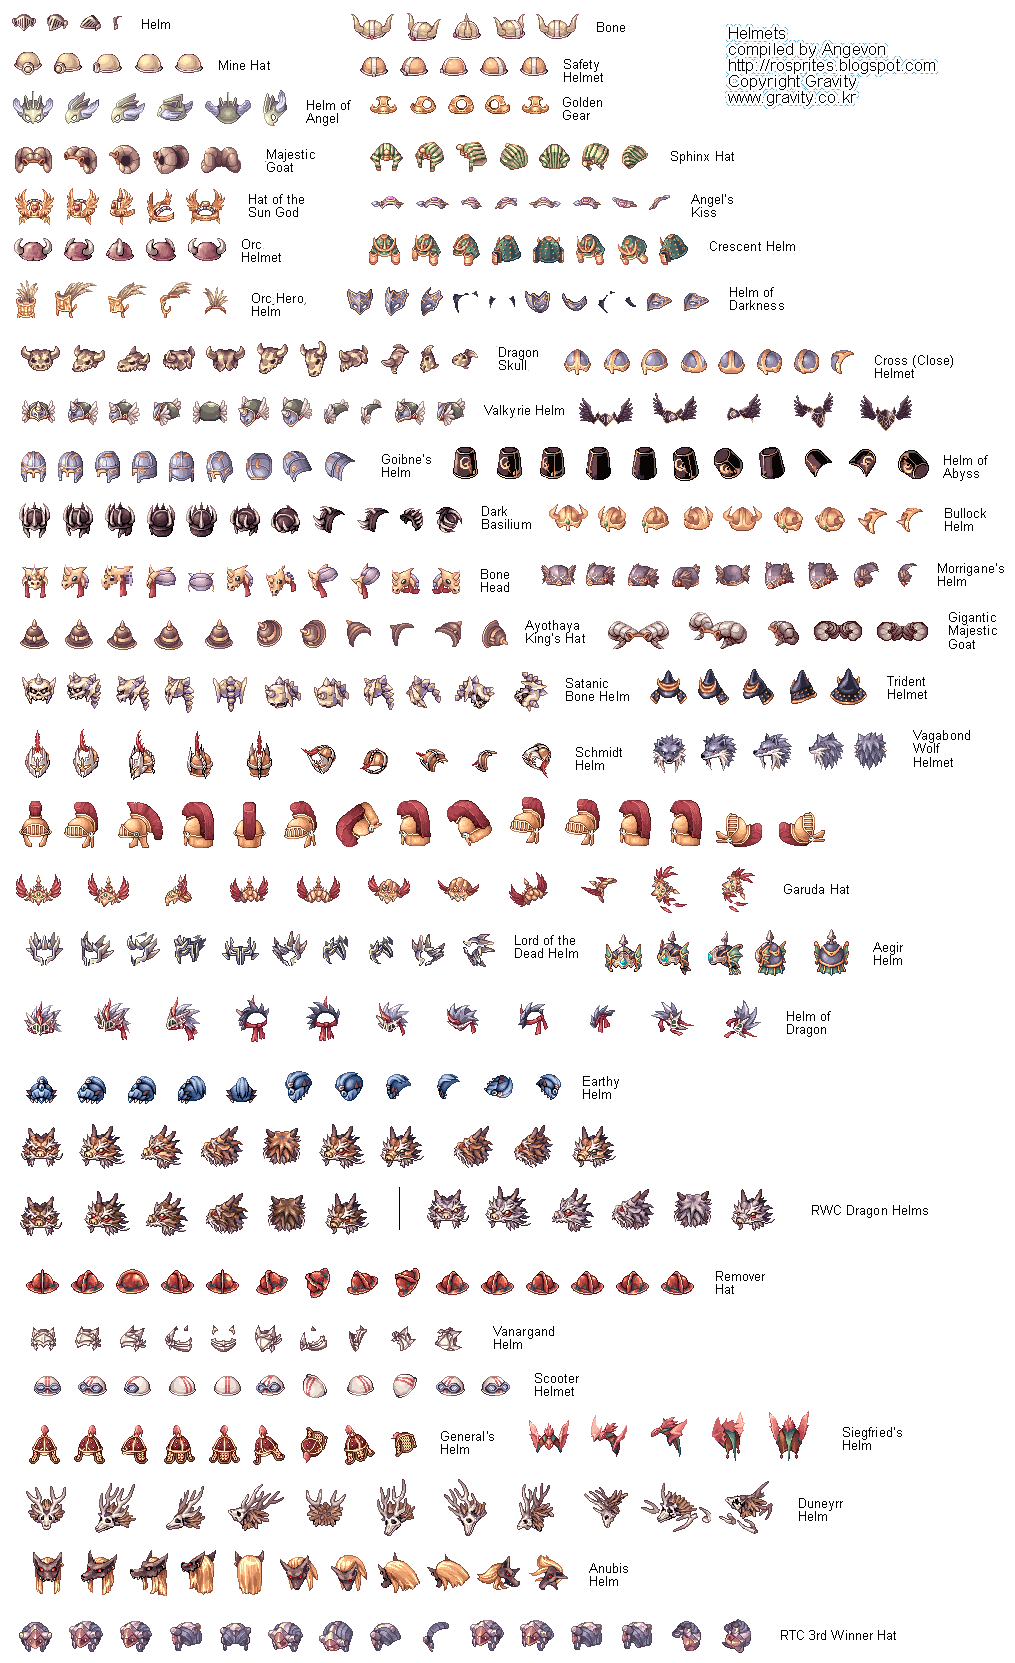 Helm
Bone
Helmets
compiled by Angevon
http://rosprites.blogspot.com
Copyright Gravity
www.gravity.co.kr
Mine Hat
Safety
Helmet
Helm of
Angel
Golden
Gear
Majestic
Goat
Sphinx Hat
Hat of the
Sun God
Angel's
Kiss
Orc
Helmet
Crescent Helm
Orc Hero
Helm
Helm of
Darkness
Dragon
Skull
Cross (Close)
Helmet
Valkyrie Helm
Goibne's
Helm
Helm of
Abyss
Dark
Basilium
Bullock
Helm
Bone
Head
Morrigane's
Helm
Ayothaya
King's Hat
Gigantic
Majestic
Goat
Satanic
Bone Helm
Trident
Helmet
Schmidt
Helm
Vagabond
Wolf
Helmet
Garuda Hat
Lord of the
Dead Helm
Aegir
Helm
Helm of
Dragon
Earthy
Helm
RWC Dragon Helms
Remover
Hat
Vanargand
Helm
Scooter
Helmet
General's
Helm
Siegfried's
Helm
Duneyrr
Helm
Anubis
Helm
RTC 3rd Winner Hat